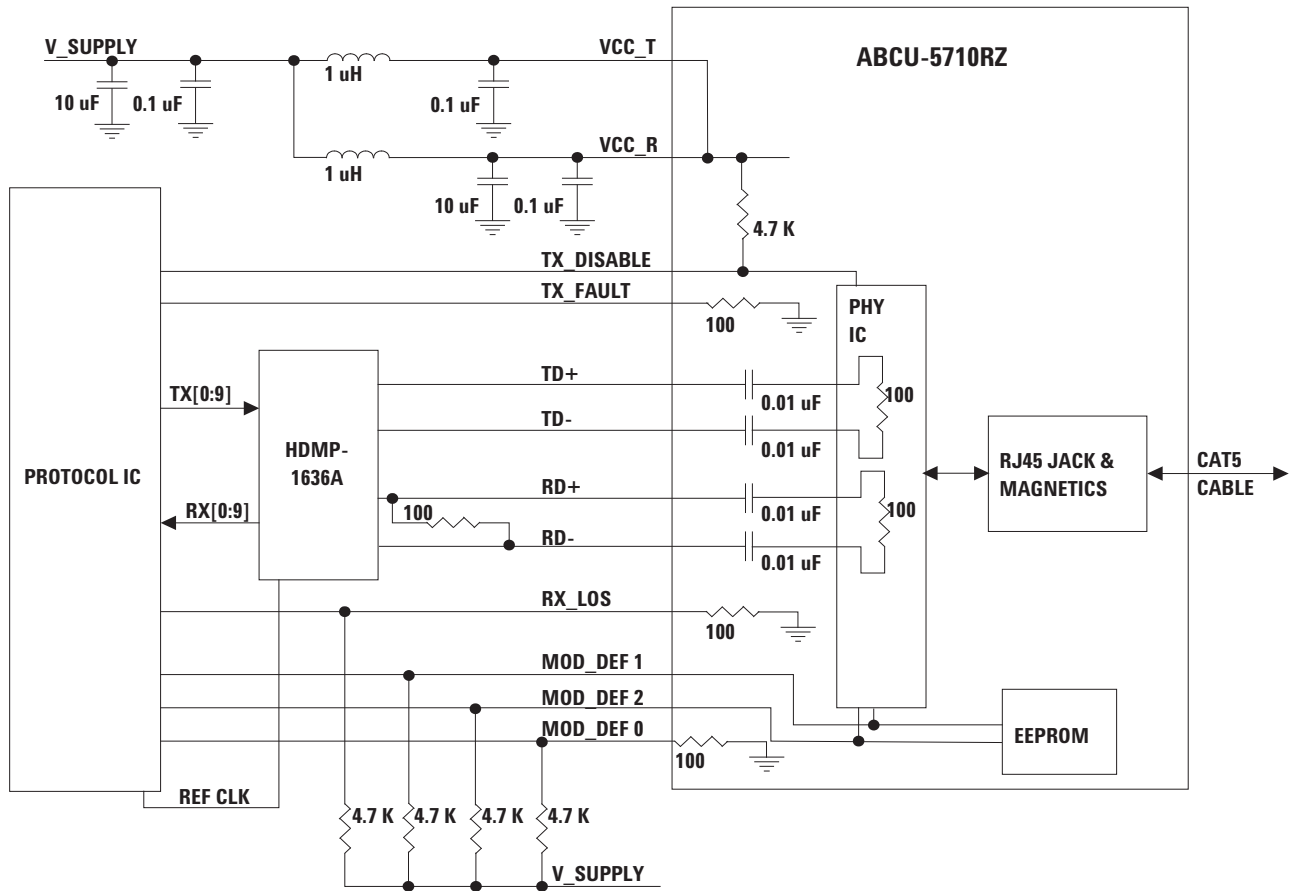 V_SUPPLY
VCC_T
ABCU-5710RZ
1 uH
10 uF
0.1 uF
0.1 uF
VCC_R
1 uH
10 uF
0.1 uF
4.7 K
TX_DISABLE
TX_FAULT
100
PHY
IC
TD+
0.01 uF
100
TX[0:9]
TD-
0.01 uF
HDMP-
1636A
PROTOCOL IC
RJ45 JACK &
MAGNETICS
CAT5
CABLE
RD+
0.01 uF
100
RX[0:9]
100
RD-
0.01 uF
RX_LOS
100
MOD_DEF 1
MOD_DEF 2
MOD_DEF 0
100
EEPROM
REF CLK
4.7 K
4.7 K
4.7 K
4.7 K
V_SUPPLY